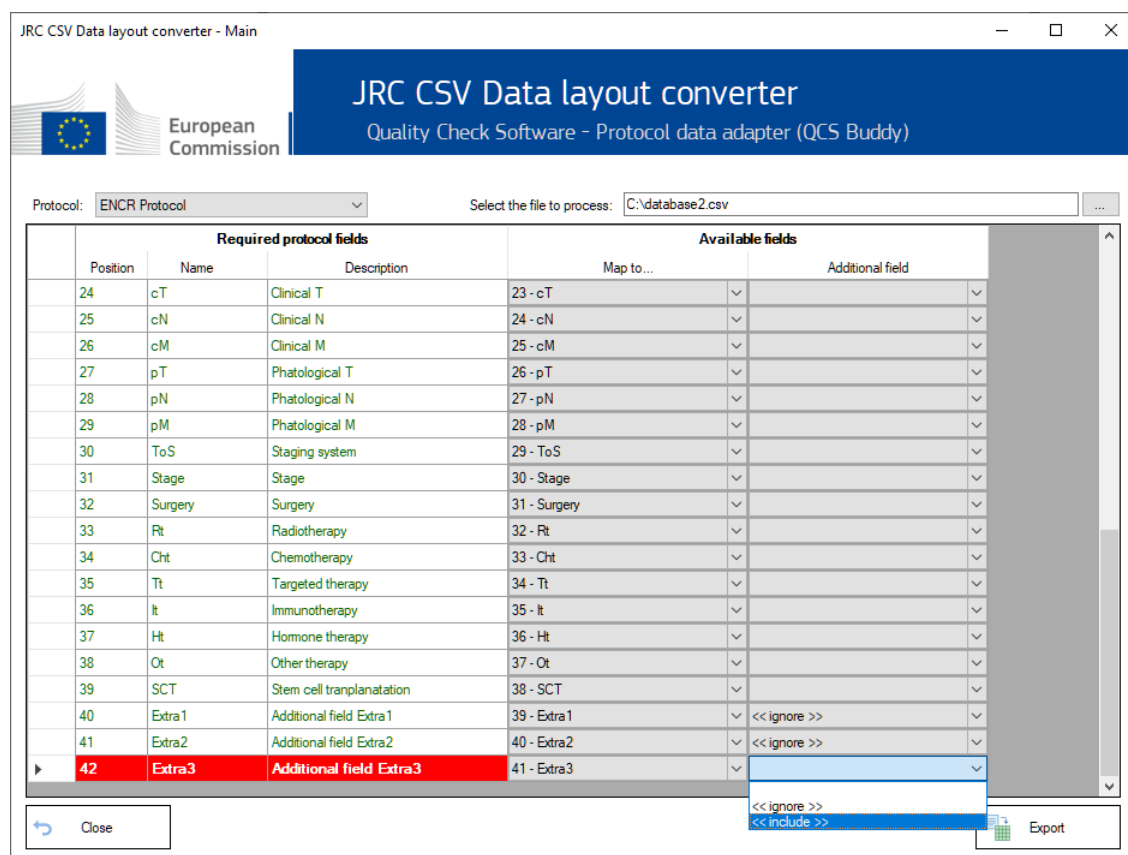 JRC CSV Data layout converter - Main
European
Commission
JRC CSV Data layout converter
Quality Check Software - Protocol data adapter (QCS Buddy)
Protocol: ENCR Protocol Select the file to process: C:\database2.csv ...
Required protocol fields Available fields
Position Name Description Map to... Additional field
24 cT Clinical T 23 - cT
25 cN Clinical N 24 - cN
26 cM Clinical M 25 - cM
27 pT Phatological T 26 - pT
28 pN Phatological N 27 - pN
29 pM Phatological M 28 - pM
30 ToS Staging system 29 - ToS
31 Stage Stage 30 - Stage
32 Surgery Surgery 31 - Surgery
33 Rt Radiotherapy 32 - Rt
34 Cht Chemotherapy 33 - Cht
35 Tt Targeted therapy 34 - Tt
36 It Immunotherapy 35 - It
37 Ht Hormone therapy 36 - Ht
38 Ot Other therapy 37 - Ot
39 SCT Stem cell tranplanatation 38 - SCT
40 Extra1 Additional field Extra1 39 - Extra1 << ignore >>
41 Extra2 Additional field Extra2 40 - Extra2 << ignore >>
42 Extra3 Additional field Extra3 41 - Extra3
<< ignore >>
<< include >>
Close Export